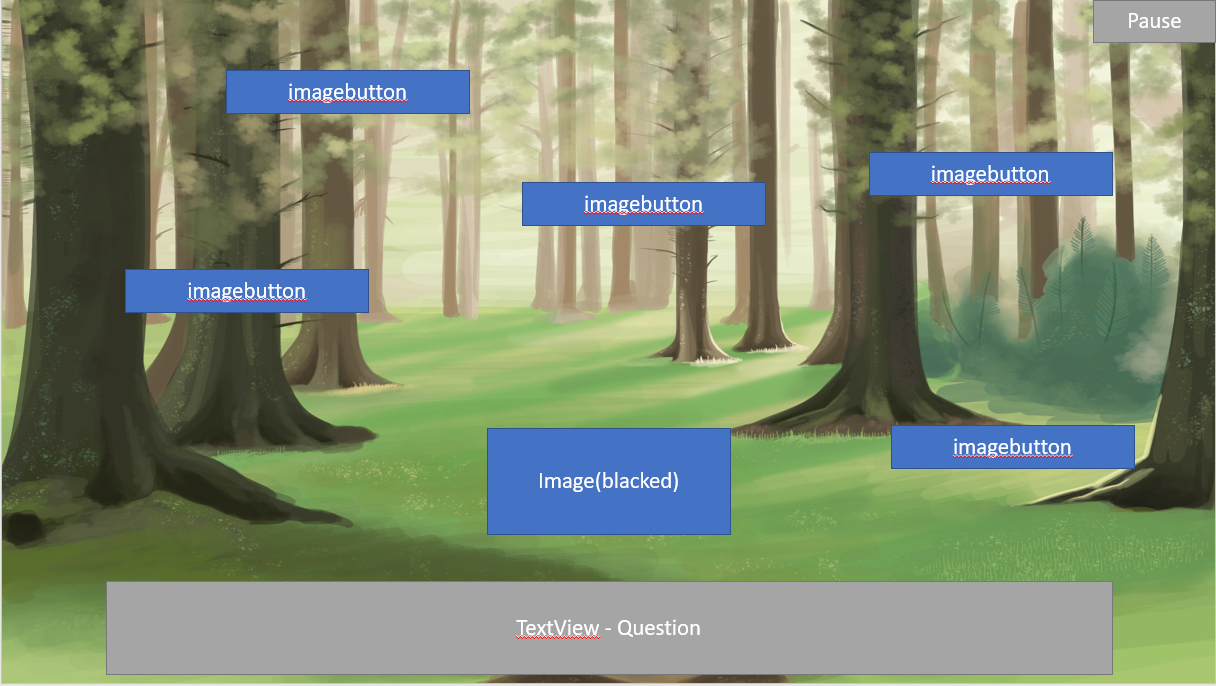 Pause
imagebutton
imagebutton
imagebutton
imagebutton
imagebutton
Image(blacked)
TextView - Question